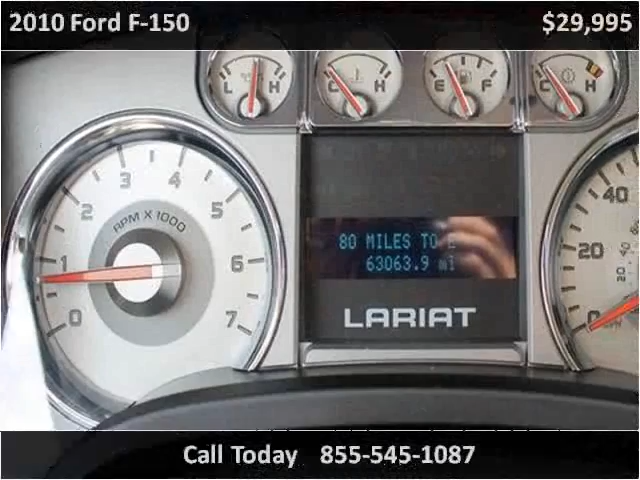 2010 Ford F-150 $29,995
L H C H E F C H
RPM X 1000
0 1 2 3 4 5 6 7
0 20 40
20
80 MILES TO E
63063.9 mi
LARIAT
Call Today 855-545-1087